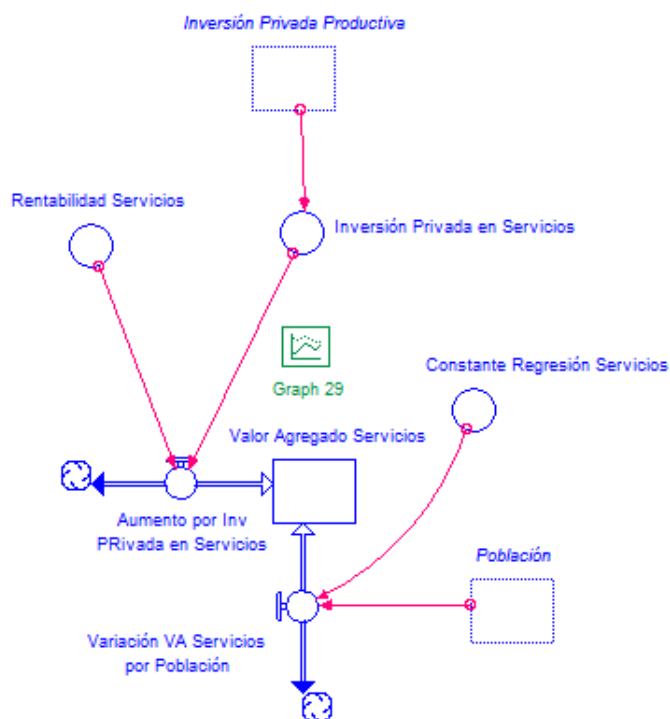 Inversión Privada Productiva
Rentabilidad Servicios
Inversión Privada en Servicios
Graph 29
Constante Regresión Servicios
Valor Agregado Servicios
Aumento por Inv
PRivada en Servicios
Población
Variación VA Servicios
por Población